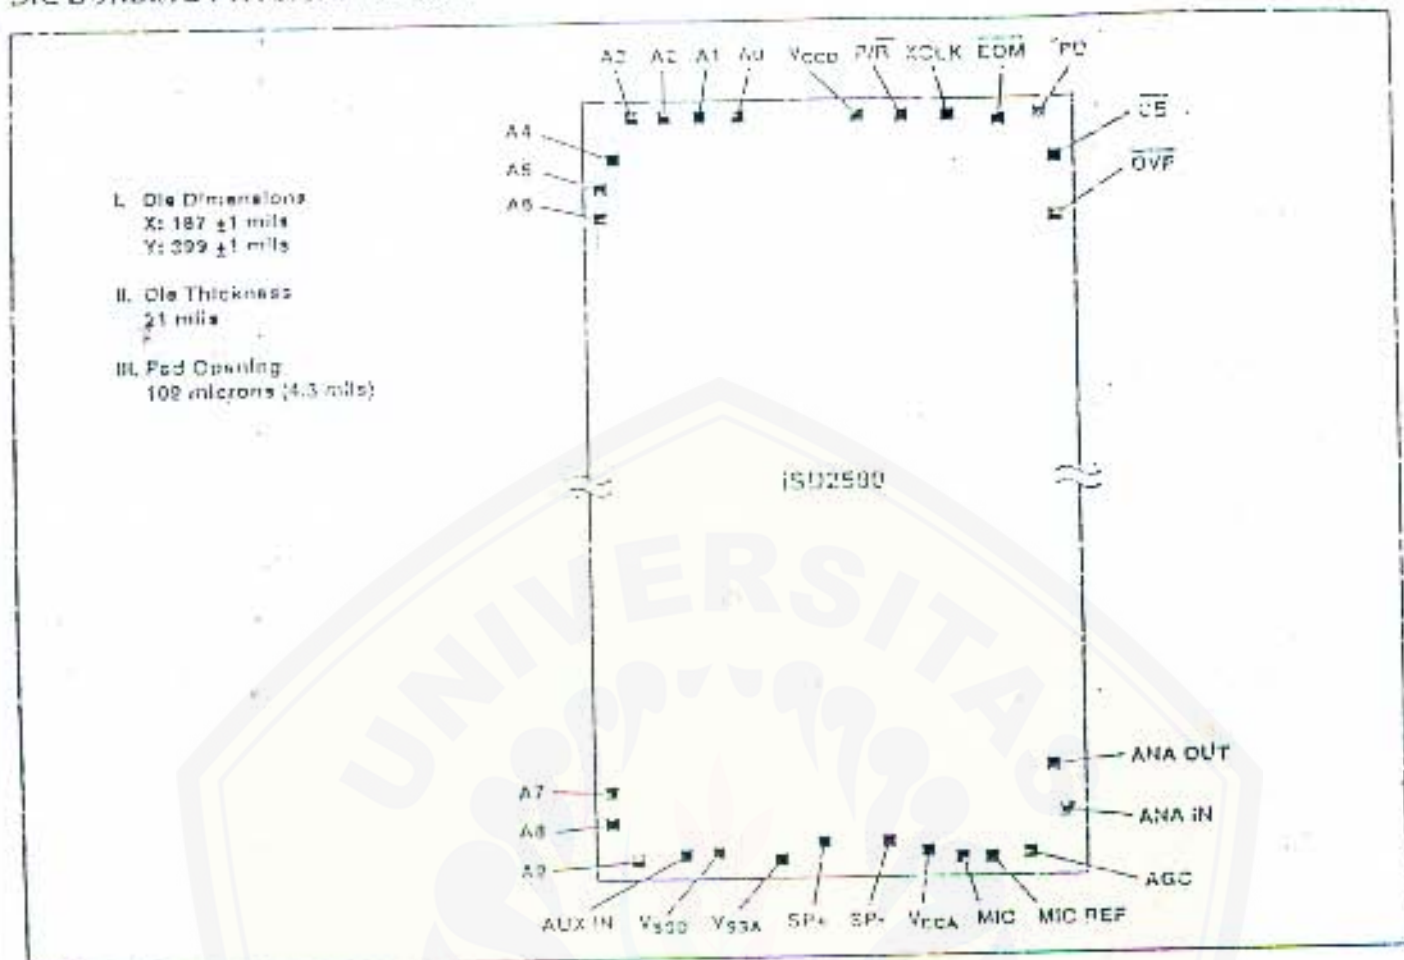 A3 A2 A1 A0 VCCD P/R XCLK EOM PD
CE
A4
OVF
A5
A6
I. Die Dimensions
X: 187 ±1 mils
Y: 399 ±1 mils
II. Die Thickness
21 mils
III. Pad Opening
109 microns (4.3 mils)
ISD2590
UNIVERSITAS
ANA OUT
A7
ANA IN
A8
A9
AGC
AUX IN VSSD VSSA SP+ SP- VCCA MIC MIC REF